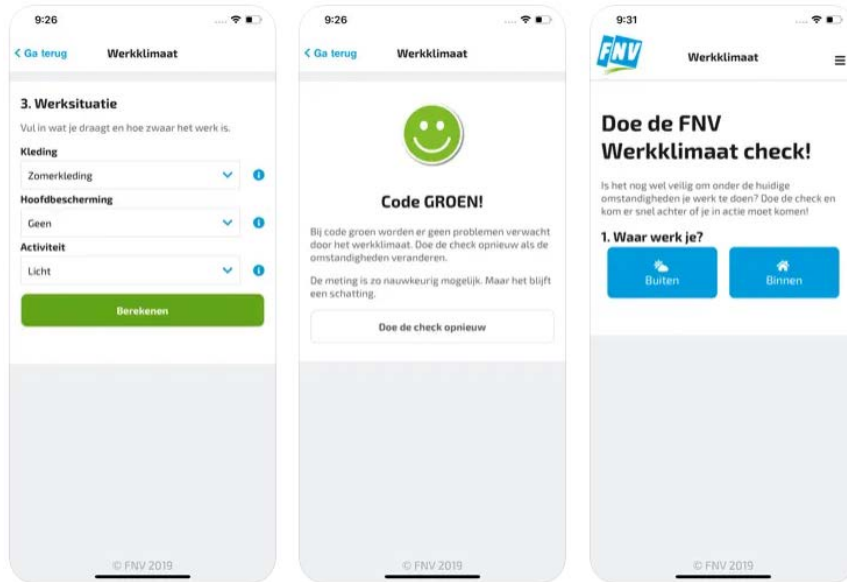 9:26
Ga terug
Werkklimaat
3. Werksituatie
Vul in wat je draagt en hoe zwaar het werk is.
Kleding
Zomerkleding
Hoofdbescherming
Geen
Activiteit
Licht
Berekenen
© FNV 2019
9:26
Ga terug
Werkklimaat
Code GROEN!
Bij code groen worden er geen problemen verwacht
door het werkklimaat. Doe de check opnieuw als de
omstandigheden veranderen.
De meting is zo nauwkeurig mogelijk. Maar het blijft
een schatting.
Doe de check opnieuw
© FNV 2019
9:31
FNV
Werkklimaat
Doe de FNV
Werkklimaat check!
Is het nog wel veilig om onder de huidige
omstandigheden je werk te doen? Doe de check en
kom er snel achter of je in actie moet komen!
1. Waar werk je?
Buiten
Binnen
© FNV 2019